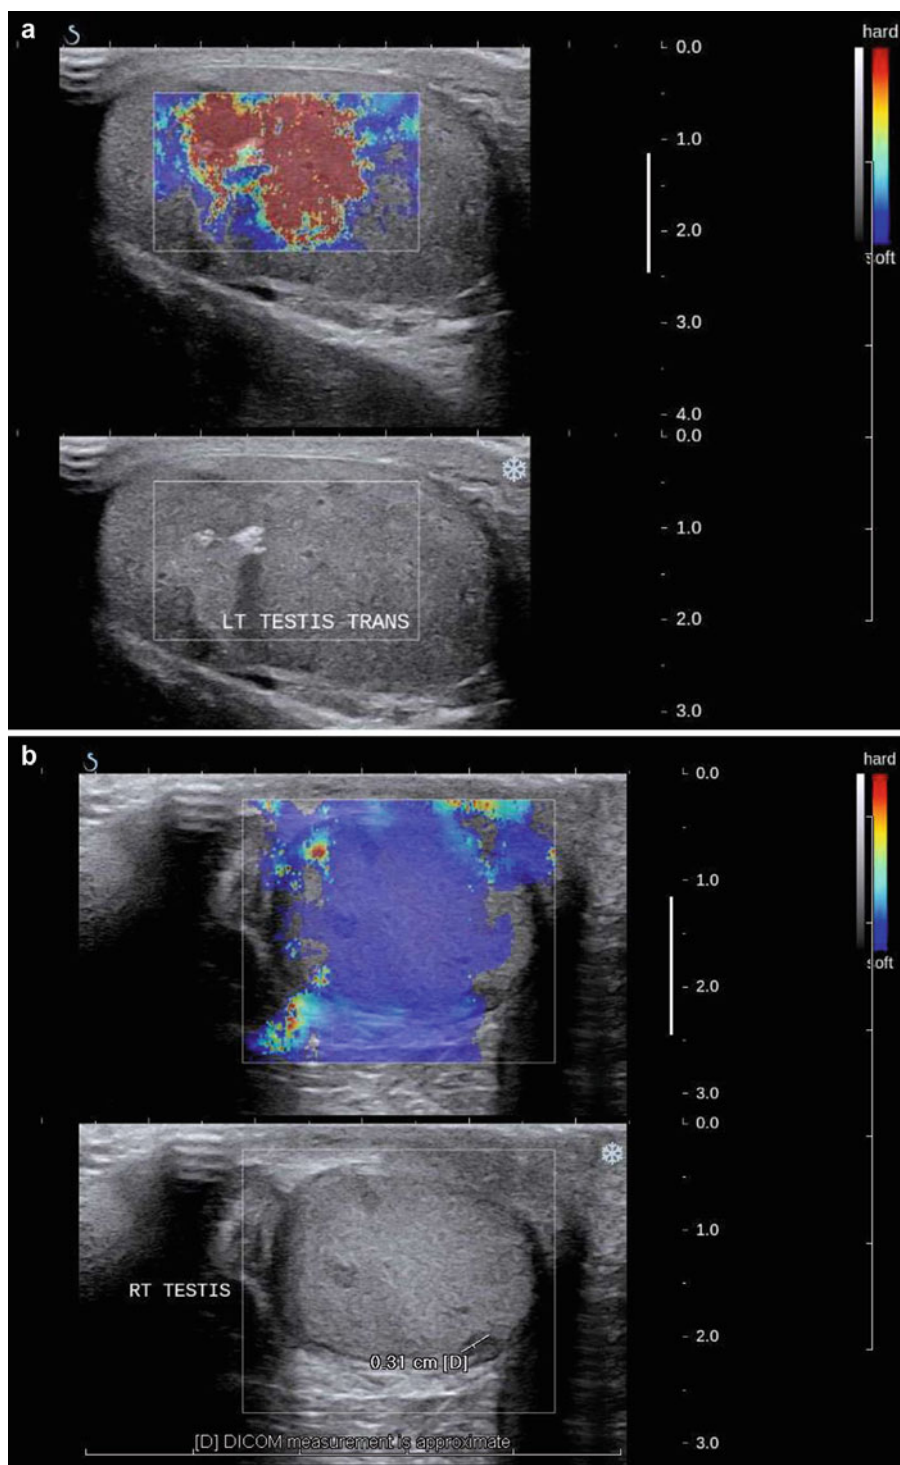 a
hard
0.0
1.0
2.0
soft
3.0
4.0
0.0
1.0
LT TESTIS TRANS
2.0
3.0
b
hard
0.0
1.0
soft
2.0
3.0
0.0
1.0
RT TESTIS
2.0
0.31 cm [D]
[D] DICOM measurement is approximate
3.0